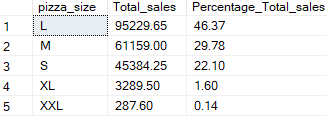 pizza_size Total_sales Percentage_Total_sales
1 L 95229.65 46.37
2 M 61159.00 29.78
3 S 45384.25 22.10
4 XL 3289.50 1.60
5 XXL 287.60 0.14